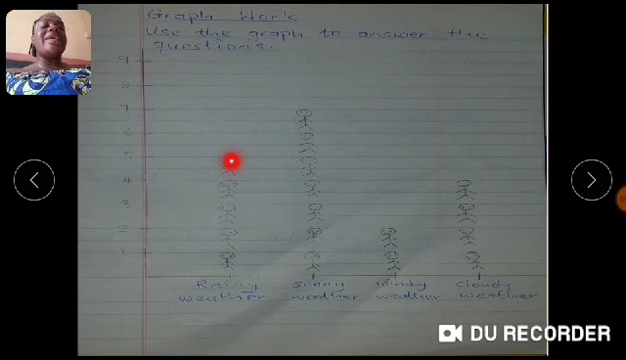 Graph Work
Use the graph to answer the
questions.
9
8
7
6
5
4
3
2
1
Rainy weather
Sunny weather
Windy weather
Cloudy weather
DU RECORDER